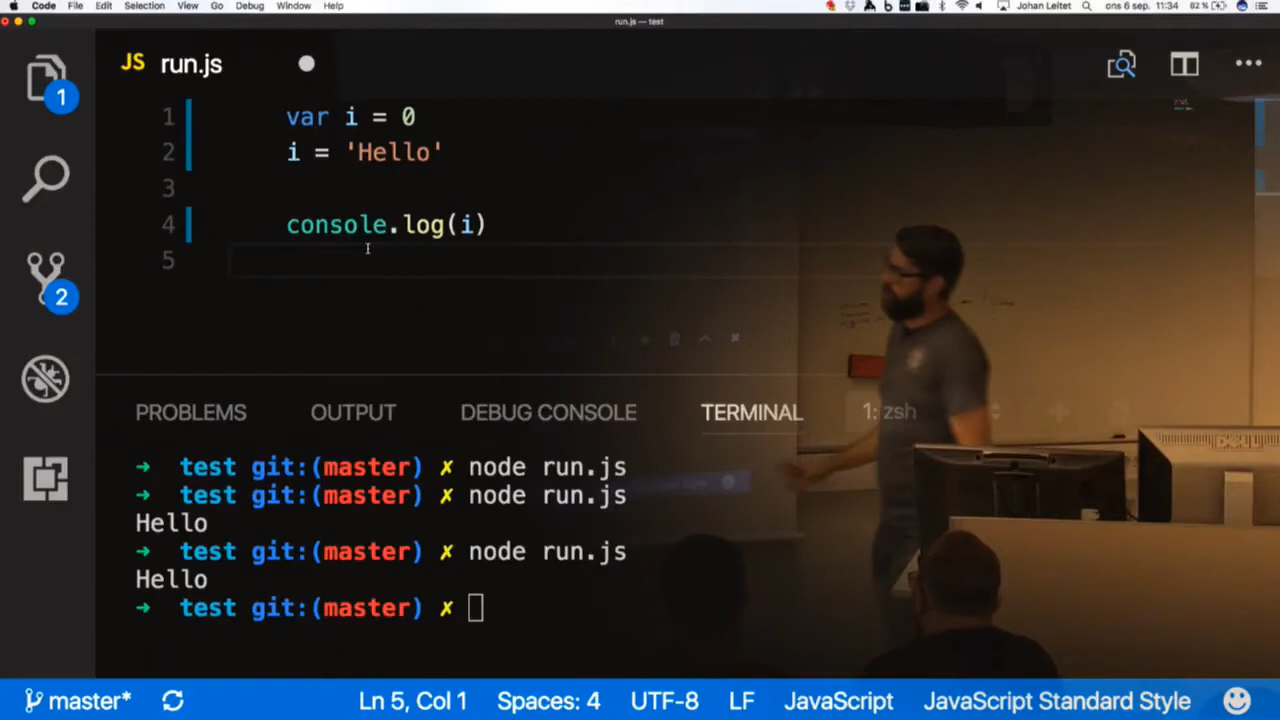 Code File Edit Selection View Go Debug Window Help Johan Leitet ons 6 sep. 11:34 82 %
run.js — test
JS run.js
1 var i = 0
2 i = 'Hello'
3
4 console.log(i)
5
PROBLEMS OUTPUT DEBUG CONSOLE TERMINAL 1: zsh
➜ test git:(master) ✗ node run.js
➜ test git:(master) ✗ node run.js
Hello
➜ test git:(master) ✗ node run.js
Hello
➜ test git:(master) ✗
1
2
DELL
master* Ln 5, Col 1 Spaces: 4 UTF-8 LF JavaScript JavaScript Standard Style